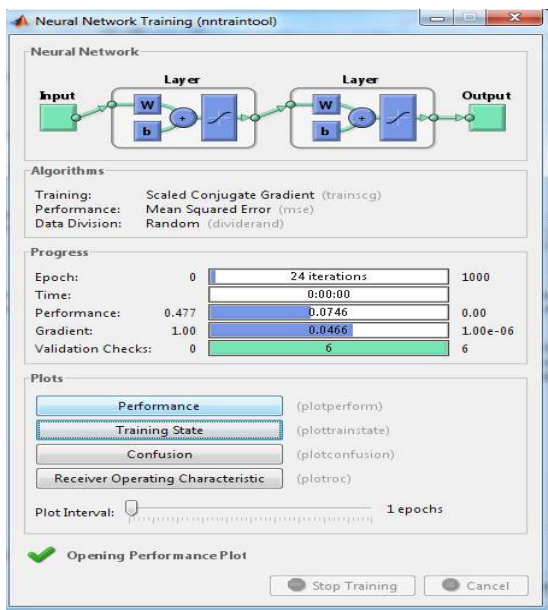 Neural Network Training (nntraintool)
Neural Network
Layer Layer
Input Output
W W
b b
+ +
Algorithms
Training: Scaled Conjugate Gradient (trainscg)
Performance: Mean Squared Error (mse)
Data Division: Random (dividerand)
Progress
Epoch: 0 24 iterations 1000
Time: 0:00:00
Performance: 0.477 0.0746 0.00
Gradient: 1.00 0.0466 1.00e-06
Validation Checks: 0 6 6
Plots
Performance (plotperform)
Training State (plottrainstate)
Confusion (plotconfusion)
Receiver Operating Characteristic (plotroc)
Plot Interval: 1 epochs
Opening Performance Plot
Stop Training Cancel